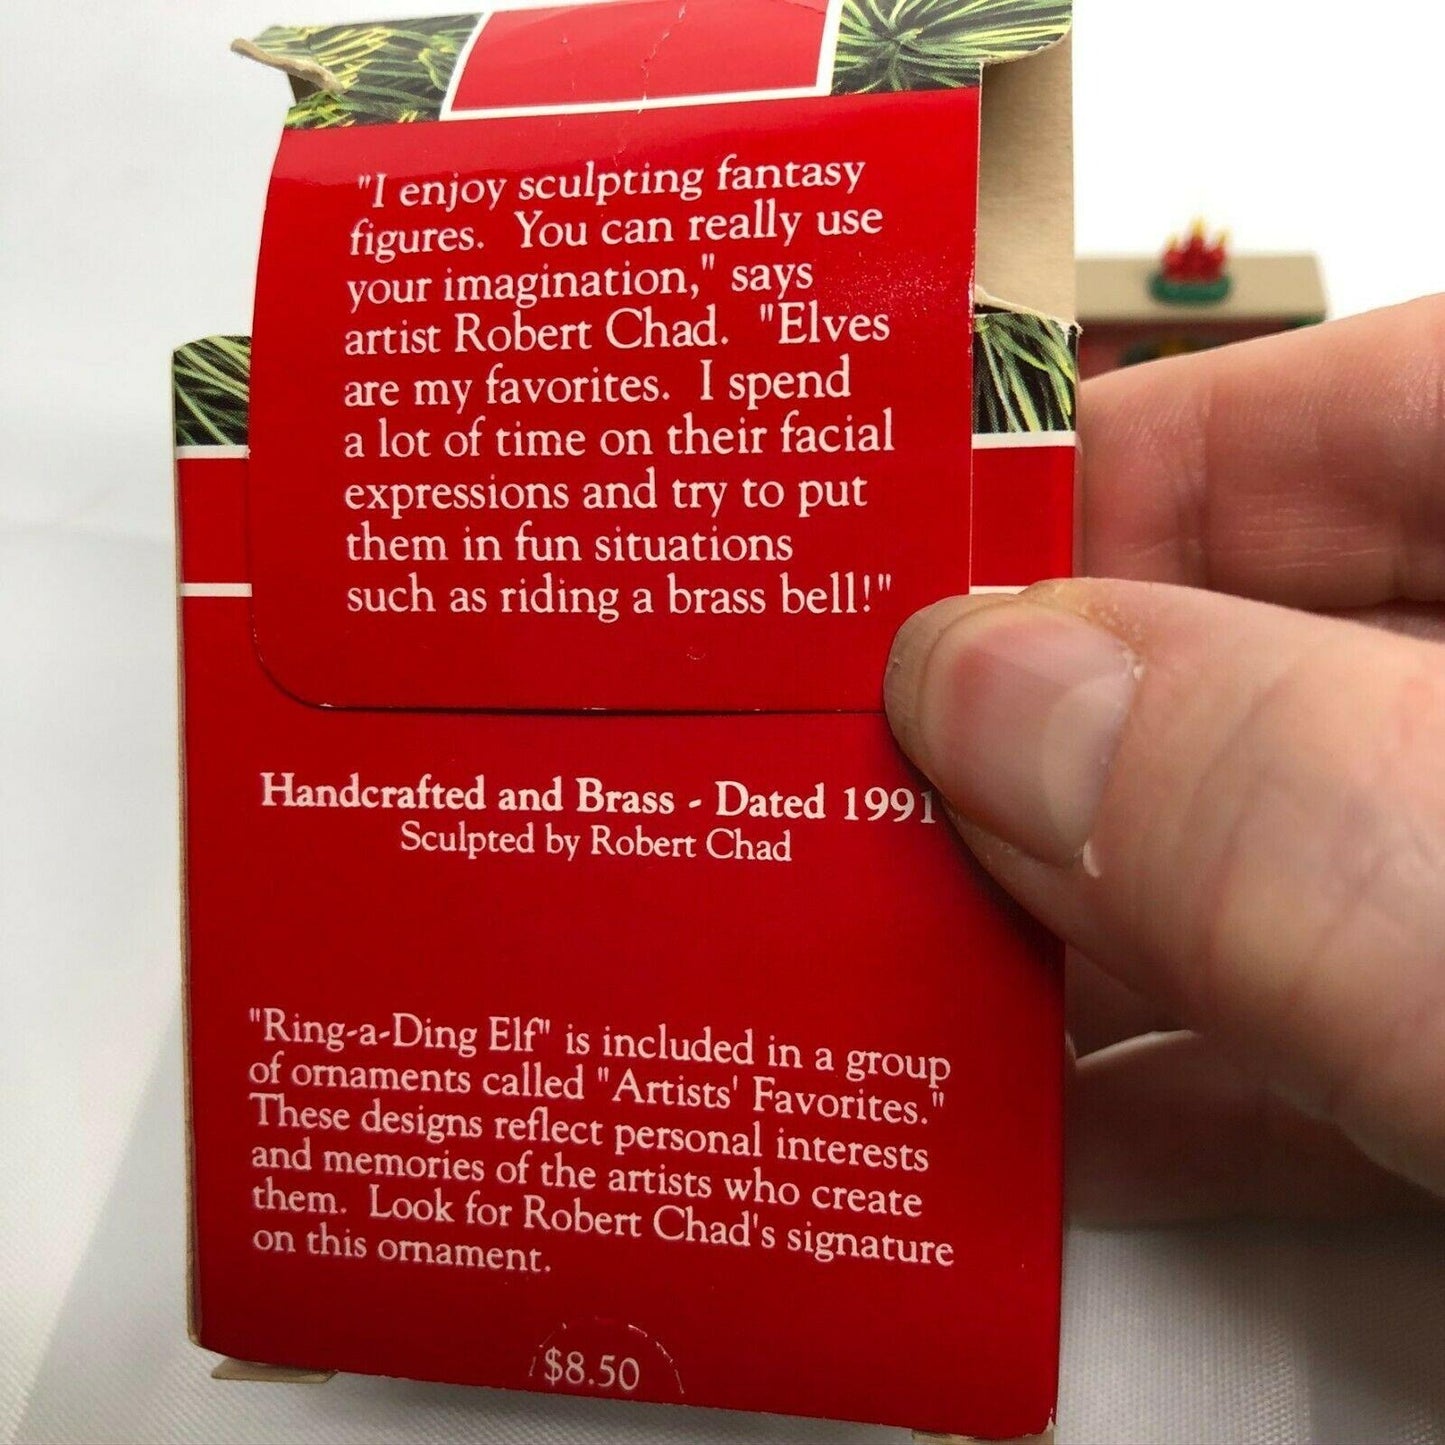 "I enjoy sculpting fantasy
figures. You can really use
your imagination," says
artist Robert Chad. "Elves
are my favorites. I spend
a lot of time on their facial
expressions and try to put
them in fun situations
such as riding a brass bell!"
Handcrafted and Brass - Dated 1991
Sculpted by Robert Chad
"Ring-a-Ding Elf" is included in a group
of ornaments called "Artists' Favorites."
These designs reflect personal interests
and memories of the artists who create
them. Look for Robert Chad's signature
on this ornament.
$8.50